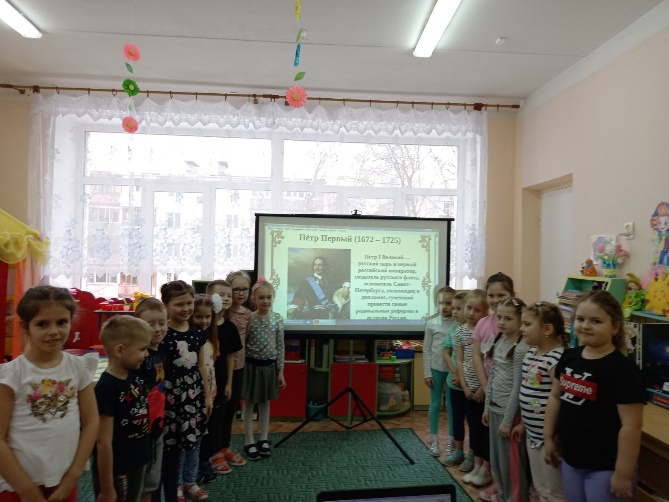 Пётр Первый (1672 – 1725)
Пётр I Великий —
русский царь и первый
российский император,
создатель русского флота,
основатель Санкт-
Петербурга, полководец и
дипломат, сумевший
провести самые
радикальные реформы в
истории России.
Supreme